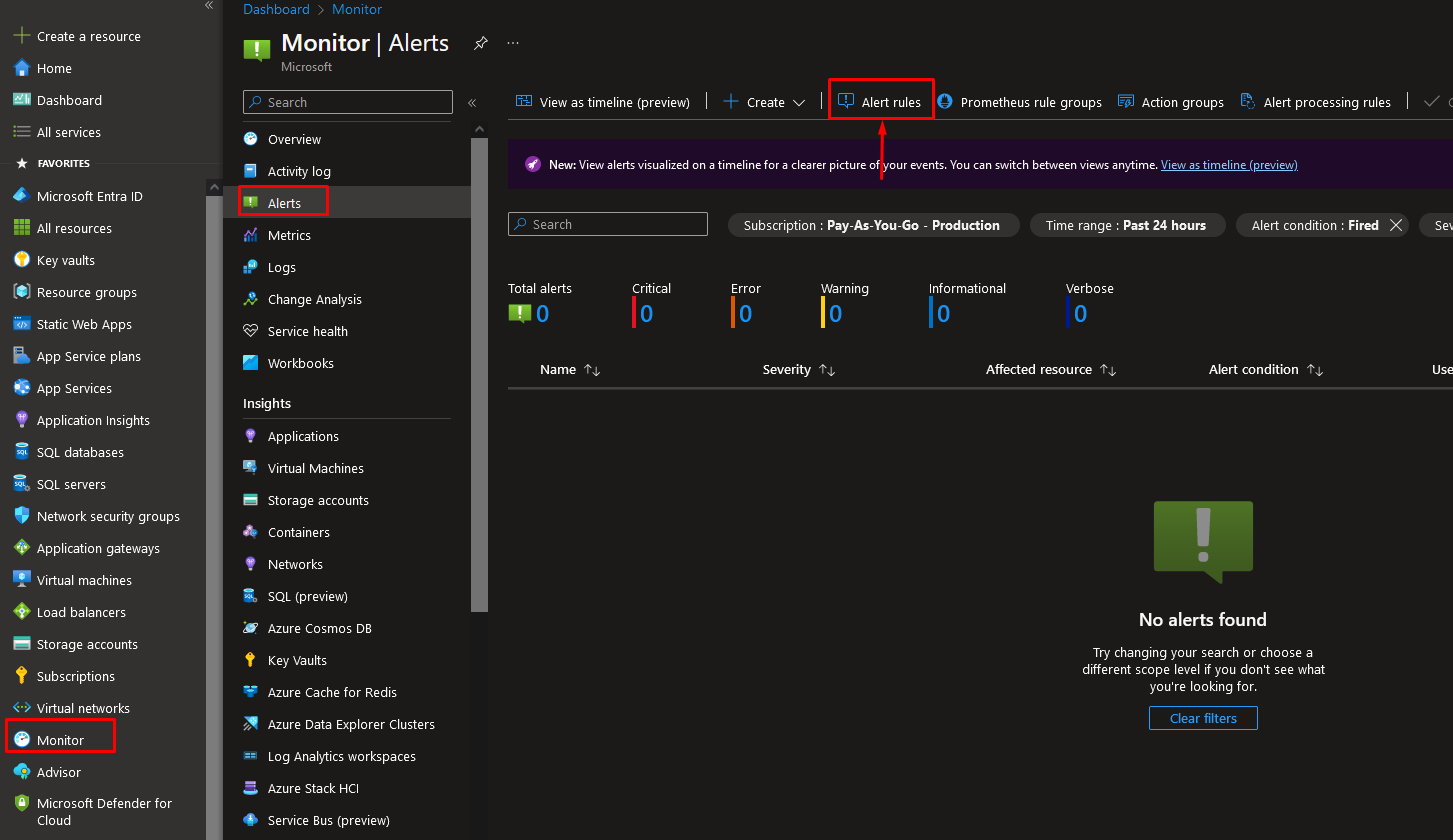 «
Create a resource
Home
Dashboard
All services
FAVORITES
Microsoft Entra ID
All resources
Key vaults
Resource groups
Static Web Apps
App Service plans
App Services
Application Insights
SQL databases
SQL servers
Network security groups
Application gateways
Virtual machines
Load balancers
Storage accounts
Subscriptions
Virtual networks
Monitor
Advisor
Microsoft Defender for
Cloud
Dashboard > Monitor
Monitor | Alerts
...
Microsoft
Search
«
Overview
Activity log
Alerts
Metrics
Logs
Change Analysis
Service health
Workbooks
Insights
Applications
Virtual Machines
Storage accounts
Containers
Networks
SQL (preview)
Azure Cosmos DB
Key Vaults
Azure Cache for Redis
Azure Data Explorer Clusters
Log Analytics workspaces
Azure Stack HCI
Service Bus (preview)
View as timeline (preview) Create Alert rules Prometheus rule groups Action groups Alert processing rules
New: View alerts visualized on a timeline for a clearer picture of your events. You can switch between views anytime. View as timeline (preview)
Search Subscription : Pay-As-You-Go - Production Time range : Past 24 hours Alert condition : Fired Sev
Total alerts Critical Error Warning Informational Verbose
0 0 0 0 0 0
Name ↑↓ Severity ↑↓ Affected resource ↑↓ Alert condition ↑↓ Use
No alerts found
Try changing your search or choose a
different scope level if you don't see what
you're looking for.
Clear filters